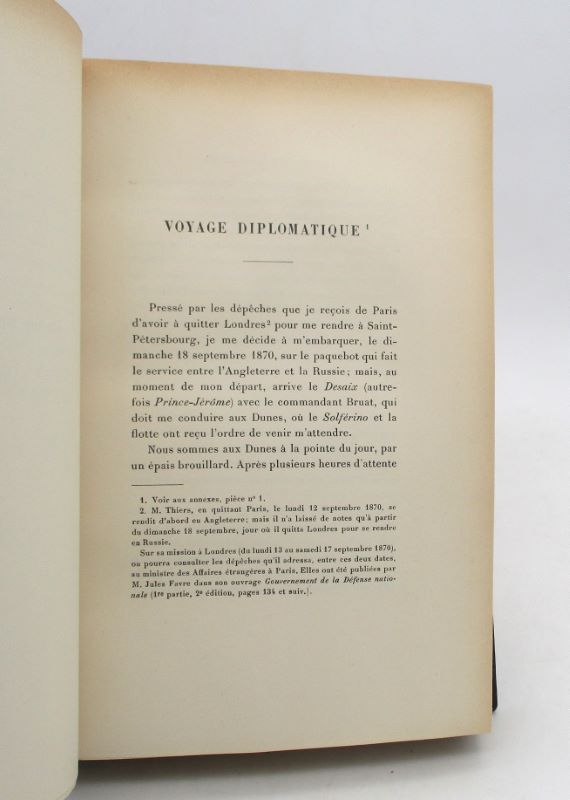 VOYAGE DIPLOMATIQUE ¹
Pressé par les dépêches que je reçois de Paris
d'avoir à quitter Londres² pour me rendre à Saint-
Pétersbourg, je me décide à m'embarquer, le di-
manche 18 septembre 1870, sur le paquebot qui fait
le service entre l'Angleterre et la Russie; mais, au
moment de mon départ, arrive le Desaix (autre-
fois Prince-Jérôme) avec le commandant Bruat, qui
doit me conduire aux Dunes, où le Solférino et la
flotte ont reçu l'ordre de venir m'attendre.
Nous sommes aux Dunes à la pointe du jour, par
un épais brouillard. Après plusieurs heures d'attente
1. Voir aux annexes, pièce n° 1.
2. M. Thiers, en quittant Paris, le lundi 12 septembre 1870, se
rendit d'abord en Angleterre; mais il n'a laissé de notes qu'à partir
du dimanche 18 septembre, jour où il quitta Londres pour se rendre
en Russie.
Sur sa mission à Londres (du lundi 13 au samedi 17 septembre 1870),
on pourra consulter les dépêches qu'il adressa, entre ces deux dates,
au ministre des Affaires étrangères à Paris. Elles ont été publiées par
M. Jules Favre dans son ouvrage Gouvernement de la Défense natio-
nale (1re partie, 2e édition, pages 134 et suiv.).